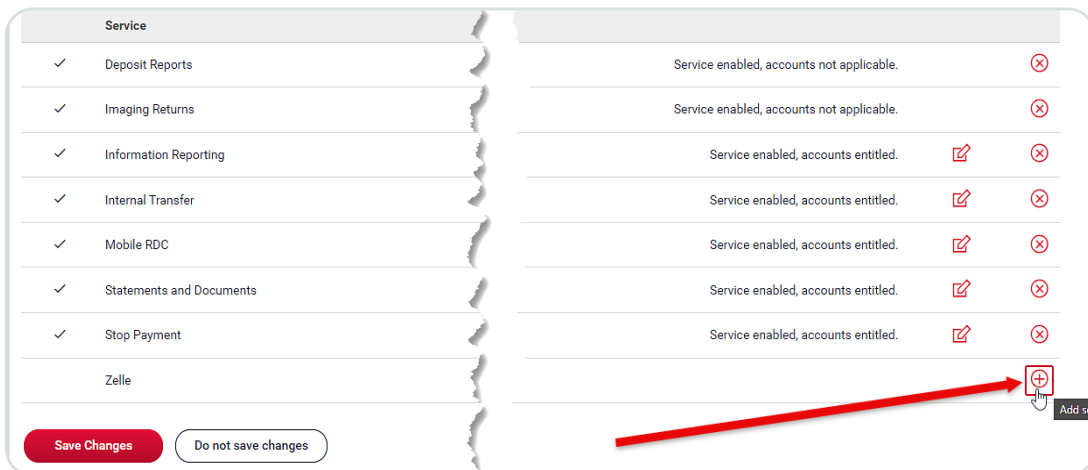 Service
Deposit Reports Service enabled, accounts not applicable.
Imaging Returns Service enabled, accounts not applicable.
Information Reporting Service enabled, accounts entitled.
Internal Transfer Service enabled, accounts entitled.
Mobile RDC Service enabled, accounts entitled.
Statements and Documents Service enabled, accounts entitled.
Stop Payment Service enabled, accounts entitled.
Zelle
Add
Save Changes Do not save changes